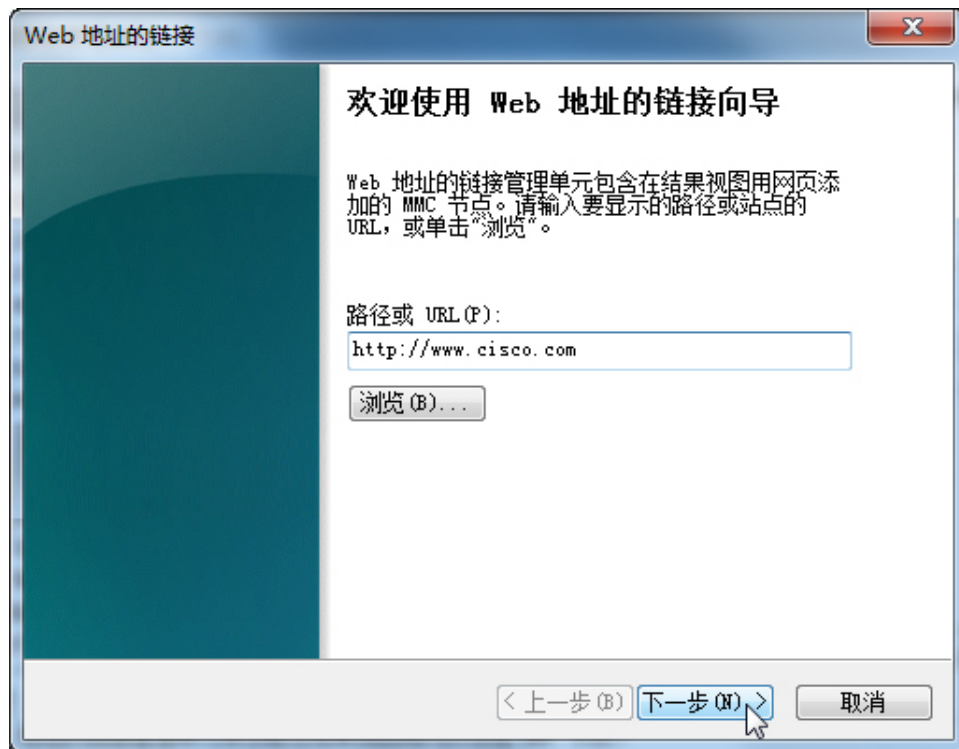 Web 地址的链接
欢迎使用 Web 地址的链接向导
Web 地址的链接管理单元包含在结果视图用网页添
加的 MMC 节点。请输入要显示的路径或站点的
URL，或单击“浏览”。
路径或 URL(P):
http://www.cisco.com
浏览(B)...
< 上一步(B) 下一步(N) > 取消